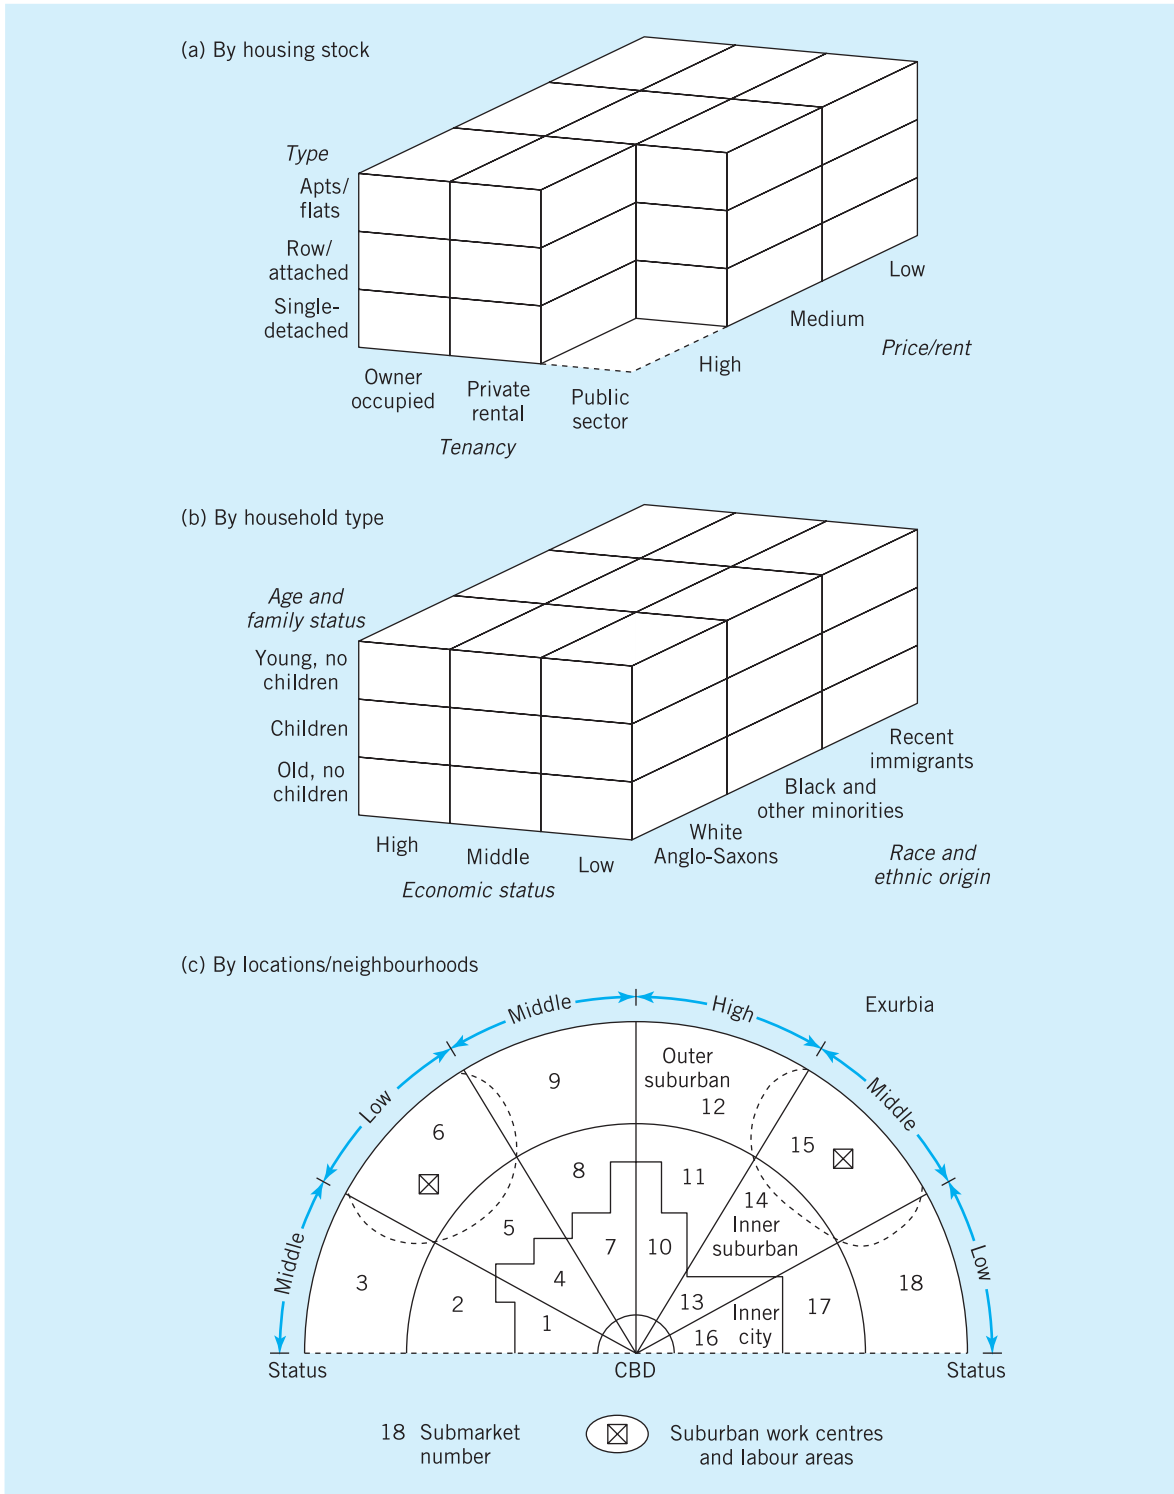 (a) By housing stock
Type
Apts/
flats
Row/
attached
Single-
detached
Owner
occupied
Private
rental
Public
sector
Tenancy
High
Medium
Low
Price/rent
(b) By household type
Age and
family status
Young, no
children
Children
Old, no
children
High
Middle
Low
Economic status
White
Anglo-Saxons
Black and
other minorities
Recent
immigrants
Race and
ethnic origin
(c) By locations/neighbourhoods
Middle
High
Exurbia
Low
Middle
Middle
Low
Outer
suburban
9
12
6
15
8
11
14
5
Inner
suburban
7
10
4
3
2
1
13
16
Inner
city
17
18
Status
CBD
Status
18 Submarket
number
Suburban work centres
and labour areas